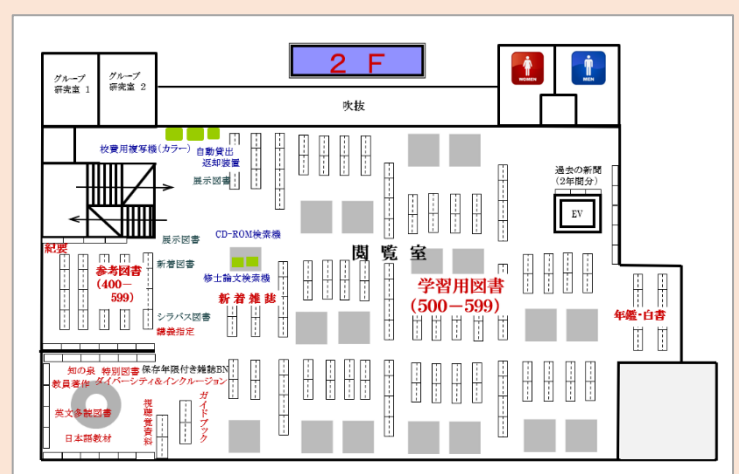 2 F
グループ
研究室 1
グループ
研究室 2
WOMEN
MEN
吹抜
校費用複写機(カラー)
自動貸出
返却装置
展示図書
過去の新聞
(2年間分)
EV
展示図書
CD-ROM検索機
紀要
参考図書
(400-
599)
新着図書
閲覧室
修士論文検索機
新着雑誌
学習用図書
(500-599)
シラバス図書
講義指定
年鑑・白書
知の泉
特別図書
保存年限付き雑誌BN
教員著作
ダイバーシティ&インクルージョン
英文多読図書
日本語教材
視聴覚資料
ガイドブック